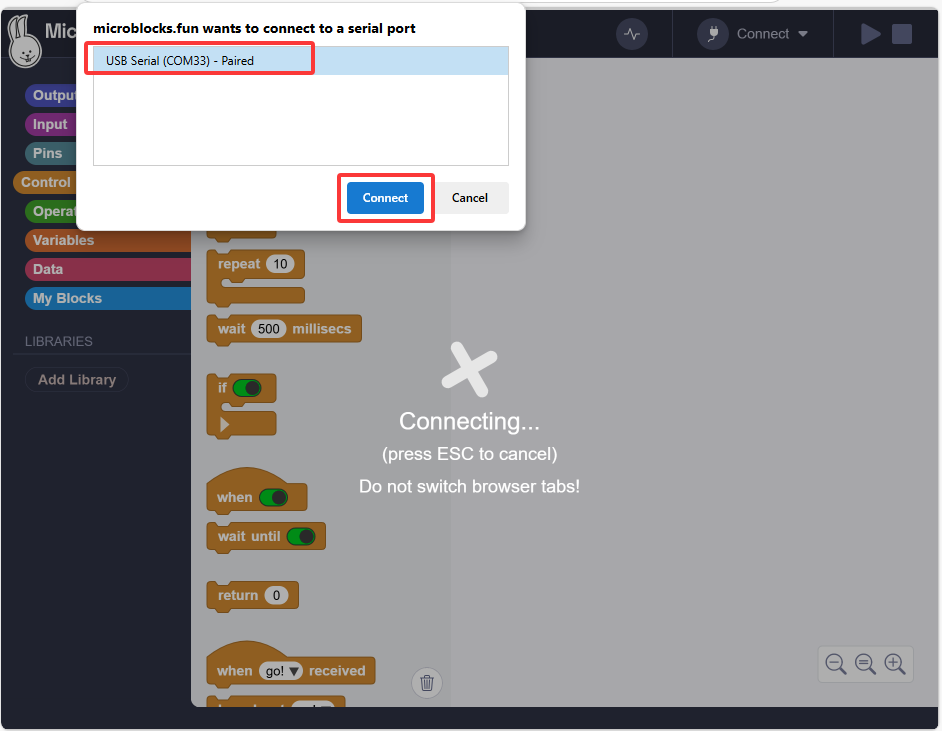 microblocks.fun wants to connect to a serial port
USB Serial (COM33) - Paired
Connect
Cancel
Mic
Connect
Output
Input
Pins
Control
Operat
Variables
Data
My Blocks
LIBRARIES
Add Library
repeat 10
wait 500 millisecs
if
when
wait until
return 0
when go! received
Connecting...
(press ESC to cancel)
Do not switch browser tabs!